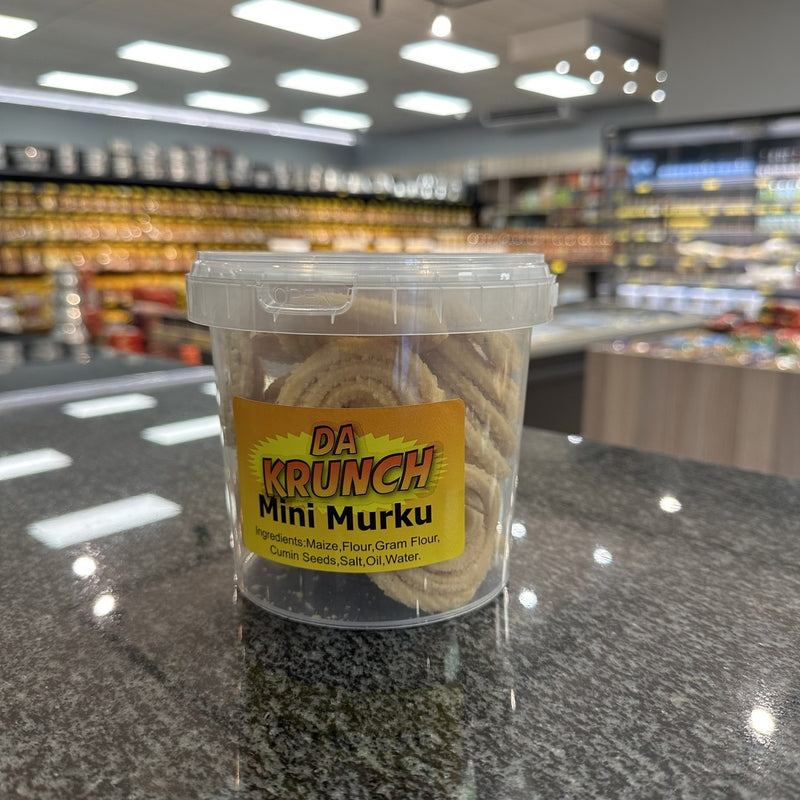 OPEN
DA
KRUNCH
Mini Murku
Ingredients:Maize,Flour,Gram Flour,
Cumin Seeds,Salt,Oil,Water.